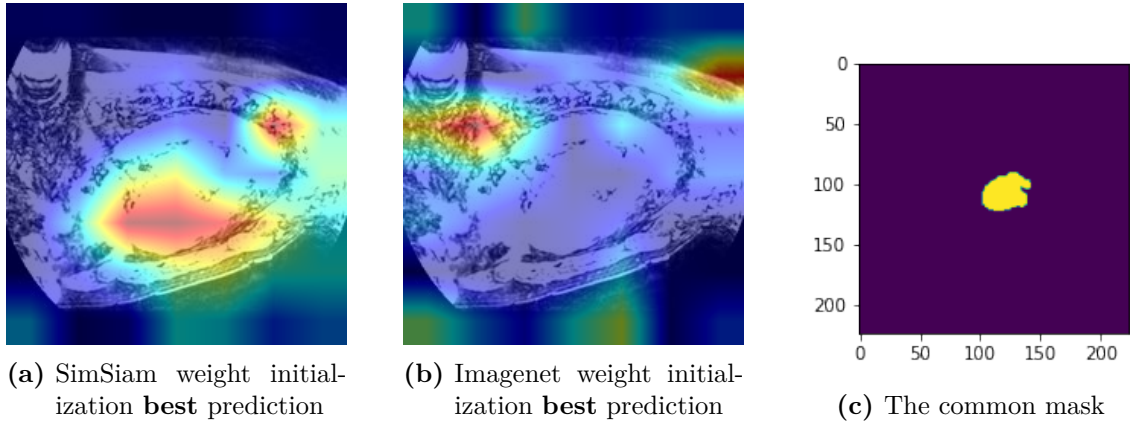 0
50
100
150
200
0 50 100 150 200
(a) SimSiam weight initial-
ization best prediction
(b) Imagenet weight initial-
ization best prediction
(c) The common mask